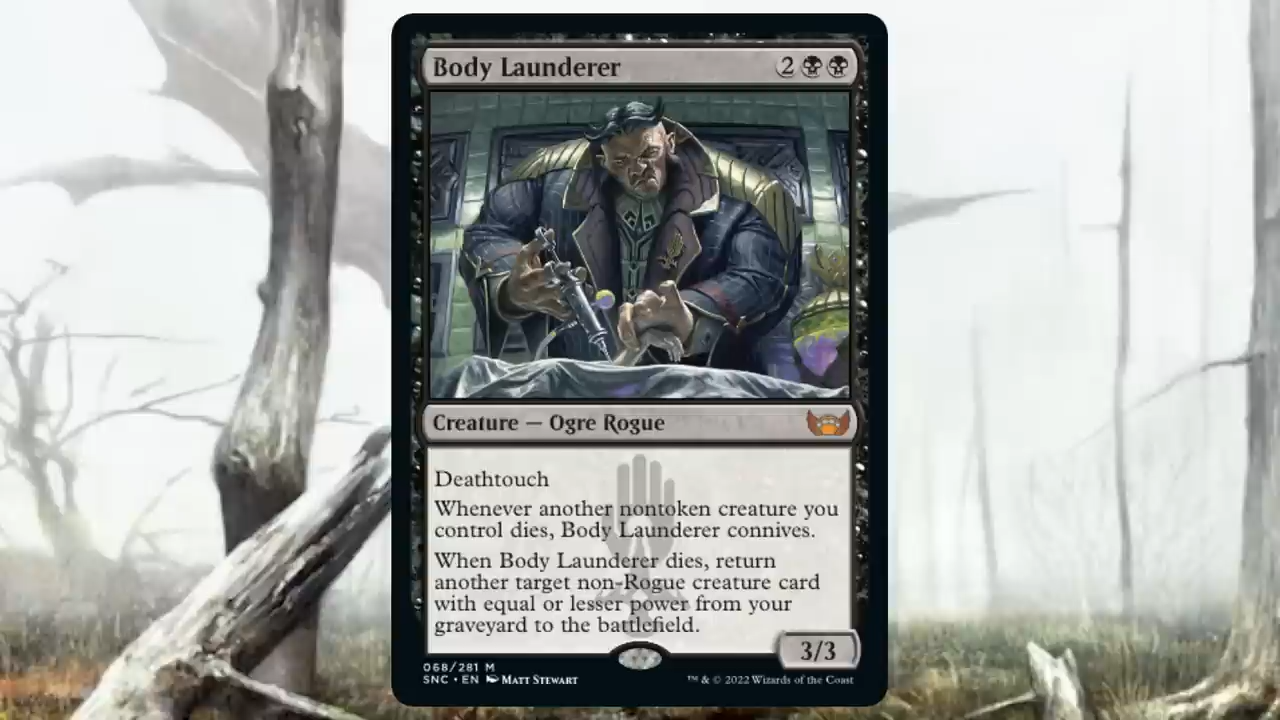 Body Launderer 2
Creature — Ogre Rogue
Deathtouch
Whenever another nontoken creature you
control dies, Body Launderer connives.
When Body Launderer dies, return
another target non-Rogue creature card
with equal or lesser power from your
graveyard to the battlefield.
3/3
068/281 M
SNC • EN Matt Stewart
™ & © 2022 Wizards of the Coast